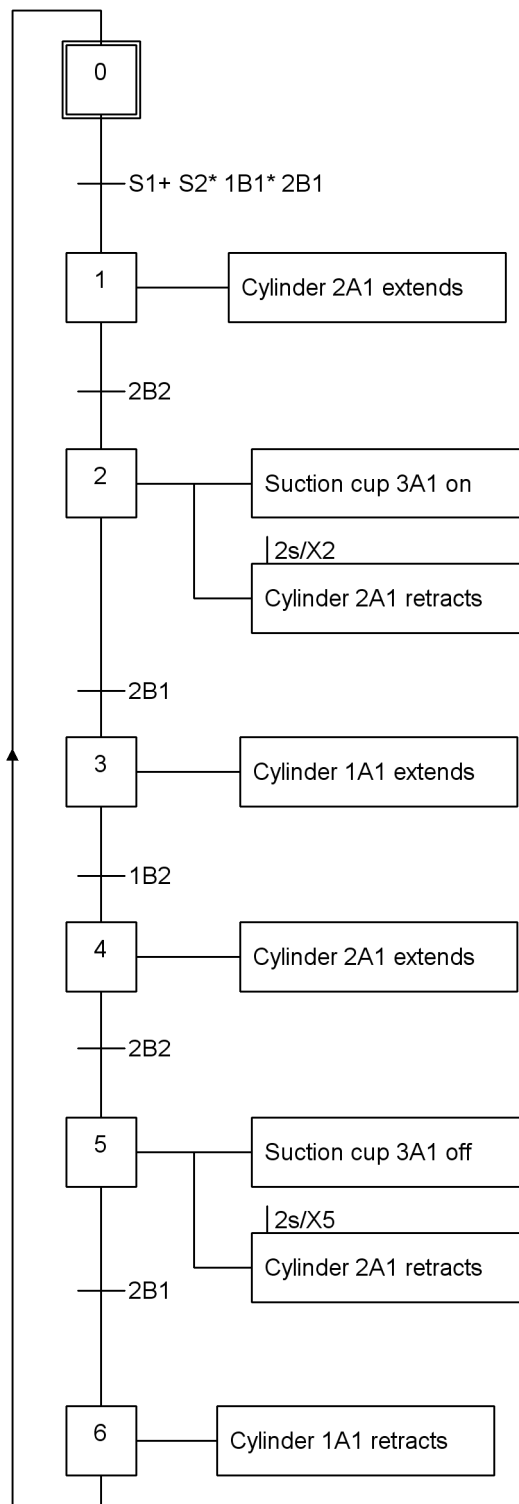 0
S1+ S2* 1B1* 2B1
1
Cylinder 2A1 extends
2B2
2
Suction cup 3A1 on
2s/X2
Cylinder 2A1 retracts
2B1
3
Cylinder 1A1 extends
1B2
4
Cylinder 2A1 extends
2B2
5
Suction cup 3A1 off
2s/X5
Cylinder 2A1 retracts
2B1
6
Cylinder 1A1 retracts